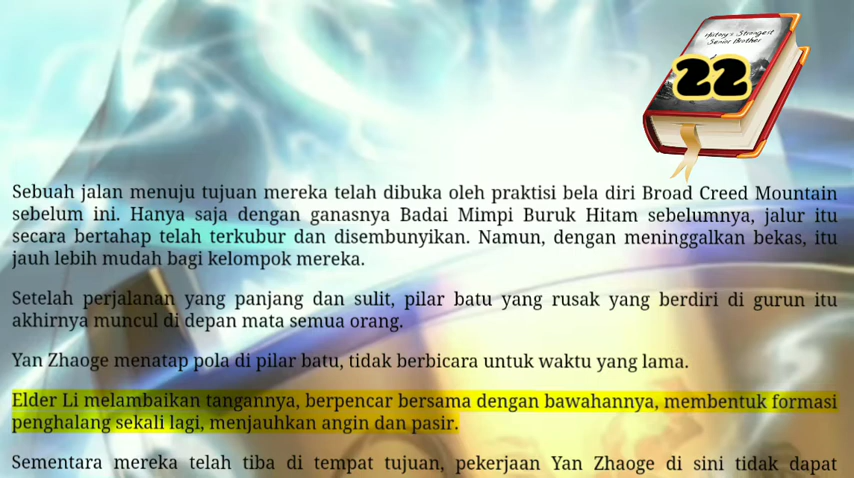 History's Strongest
Senior Brother
22
Sebuah jalan menuju tujuan mereka telah dibuka oleh praktisi bela diri Broad Creed Mountain
sebelum ini. Hanya saja dengan ganasnya Badai Mimpi Buruk Hitam sebelumnya, jalur itu
secara bertahap telah terkubur dan disembunyikan. Namun, dengan meninggalkan bekas, itu
jauh lebih mudah bagi kelompok mereka.
Setelah perjalanan yang panjang dan sulit, pilar batu yang rusak yang berdiri di gurun itu
akhirnya muncul di depan mata semua orang.
Yan Zhaoge menatap pola di pilar batu, tidak berbicara untuk waktu yang lama.
Elder Li melambaikan tangannya, berpencar bersama dengan bawahannya, membentuk formasi
penghalang sekali lagi, menjauhkan angin dan pasir.
Sementara mereka telah tiba di tempat tujuan, pekerjaan Yan Zhaoge di sini tidak dapat